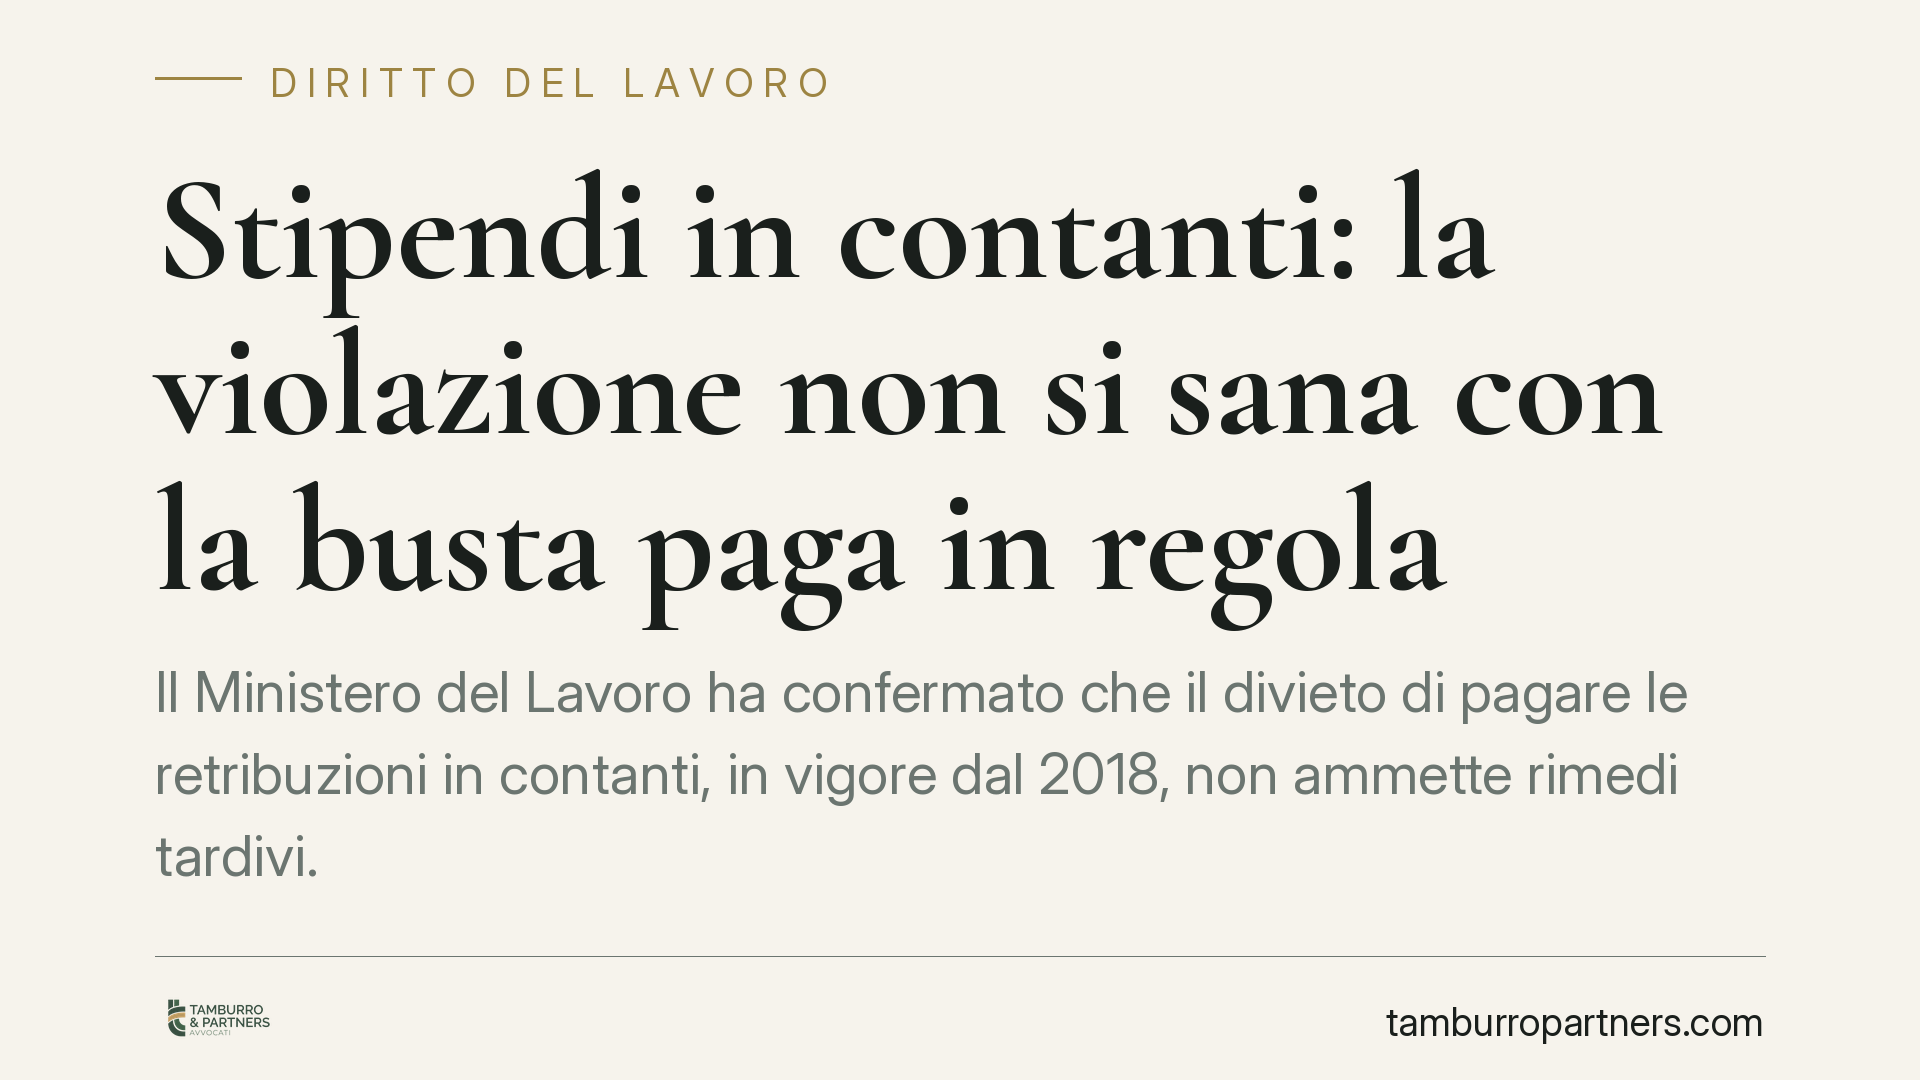 DIRITTO DEL LAVORO
Stipendi in contanti: la
violazione non si sana con
la busta paga in regola
Il Ministero del Lavoro ha confermato che il divieto di pagare le
retribuzioni in contanti, in vigore dal 2018, non ammette rimedi
tardivi.
TAMBURRO
& PARTNERS
AVVOCATI
tamburropartners.com